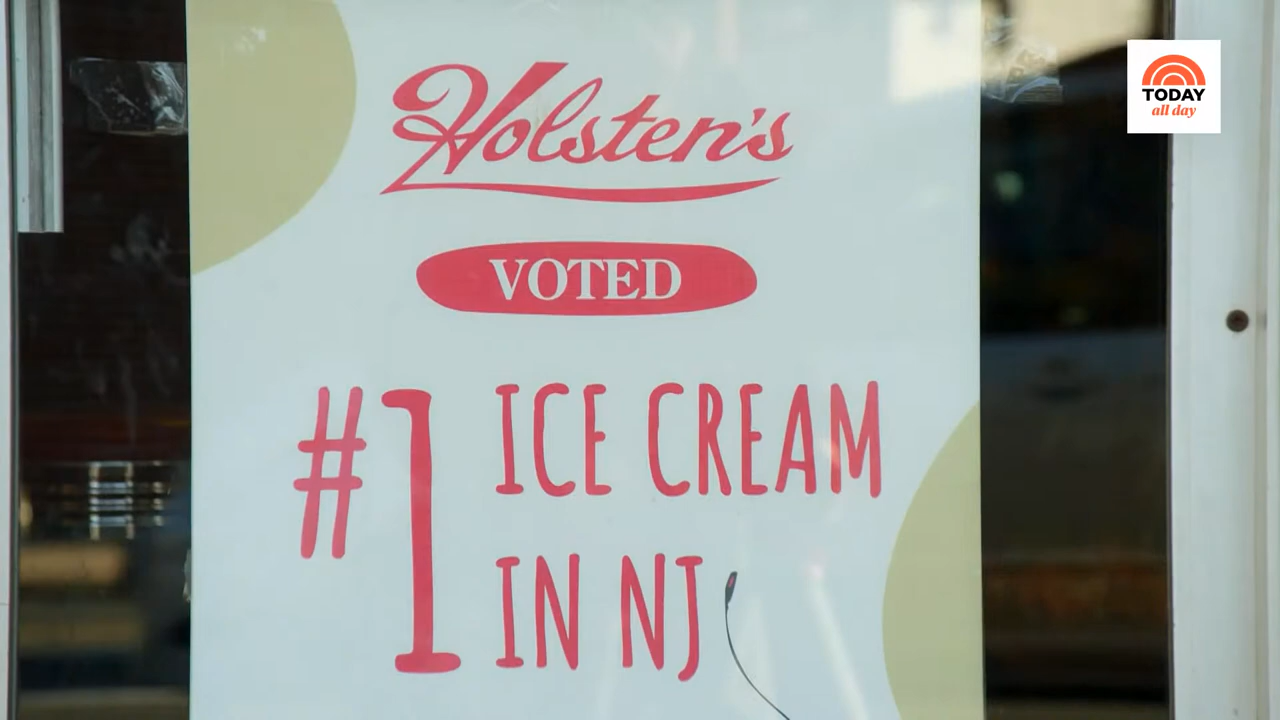 Holsten's
VOTED
#1 ICE CREAM
IN NJ
TODAY
all day